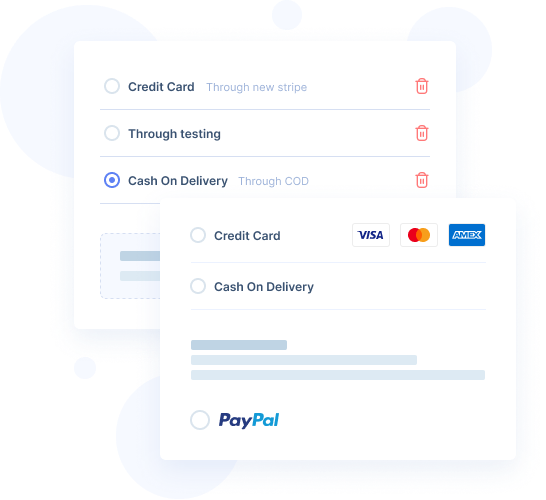 Credit Card Through new stripe
Through testing
Cash On Delivery Through COD
Credit Card VISA AMEX
Cash On Delivery
PayPal